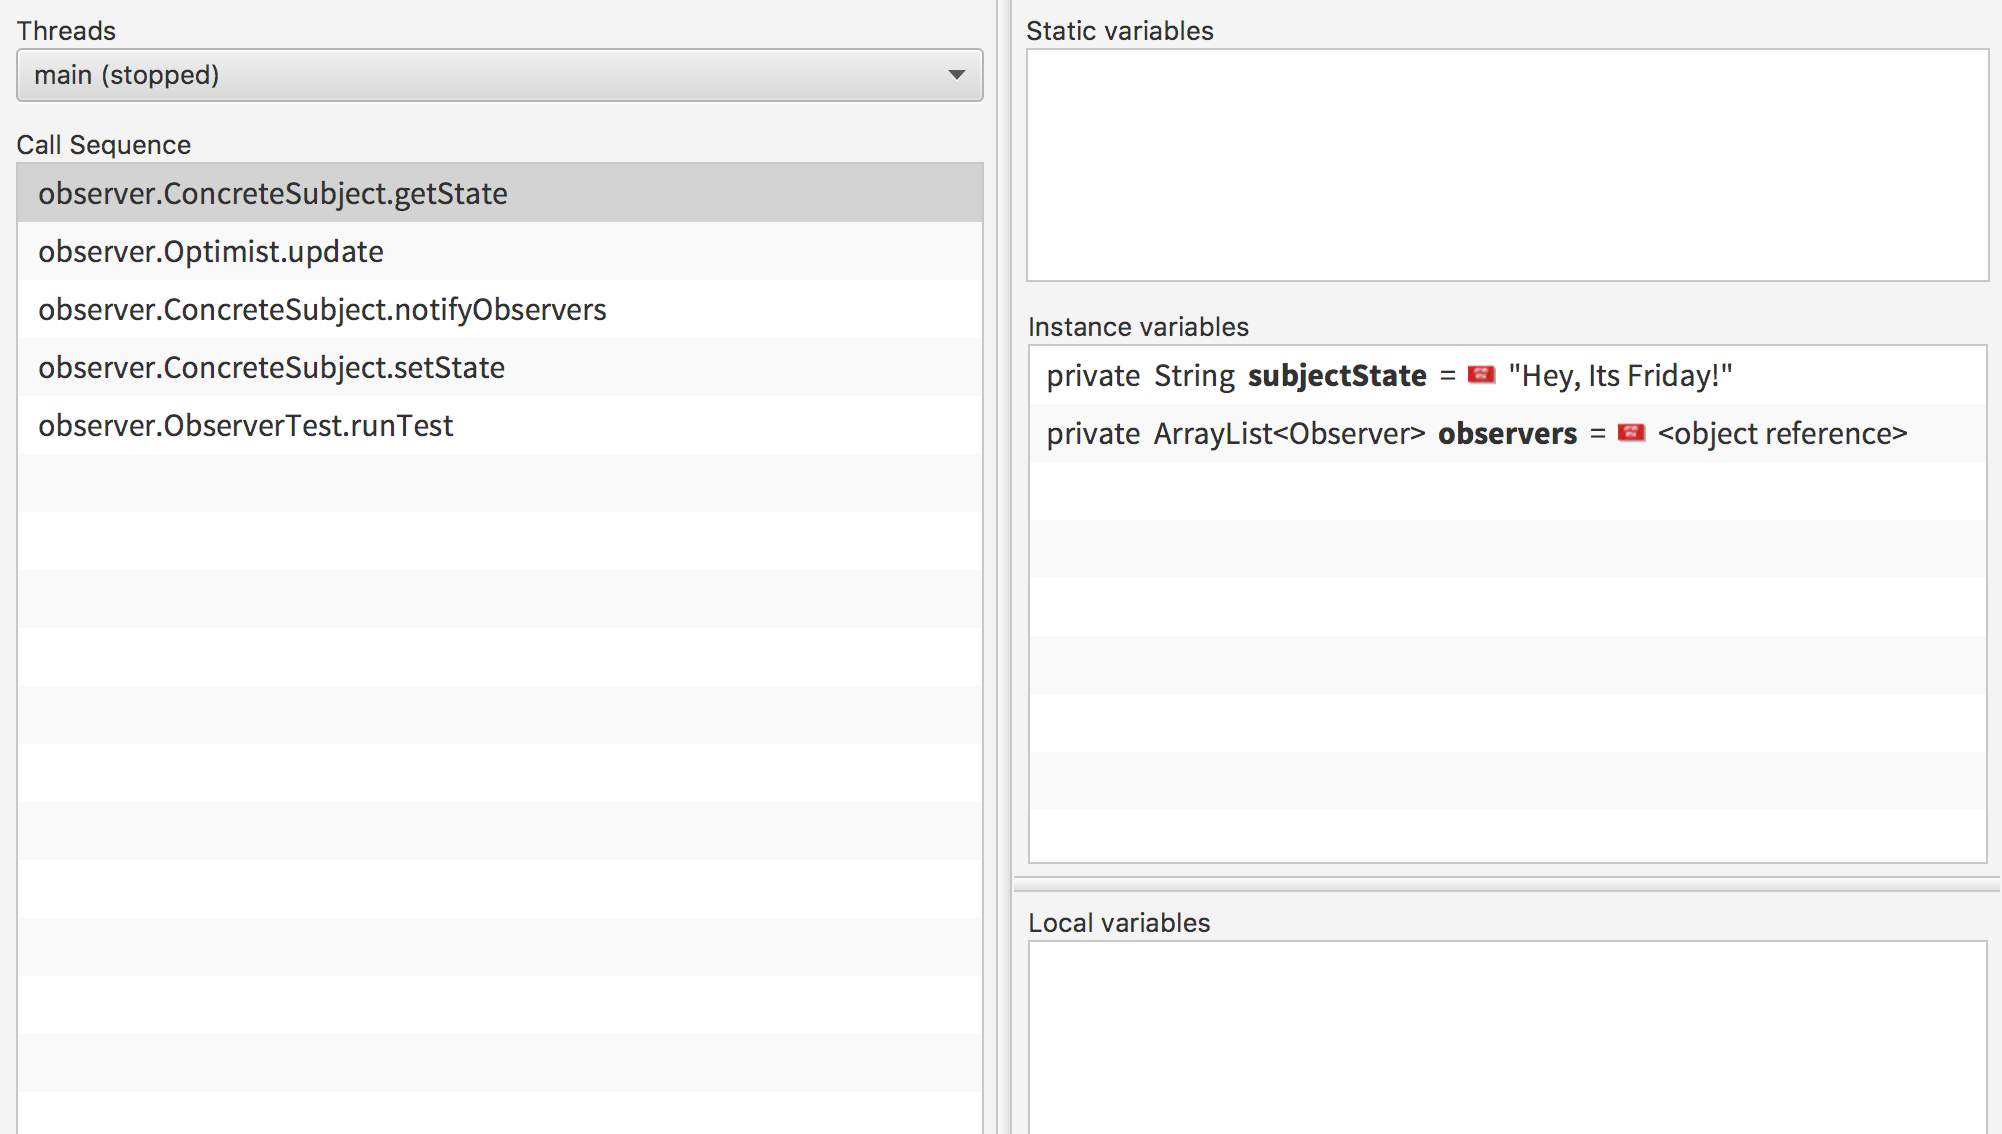 Threads
main (stopped)
Call Sequence
observer.ConcreteSubject.getState
observer.Optimist.update
observer.ConcreteSubject.notifyObservers
observer.ConcreteSubject.setState
observer.ObserverTest.runTest
Static variables
Instance variables
private String subjectState = "Hey, Its Friday!"
private ArrayList<Observer> observers = <object reference>
Local variables